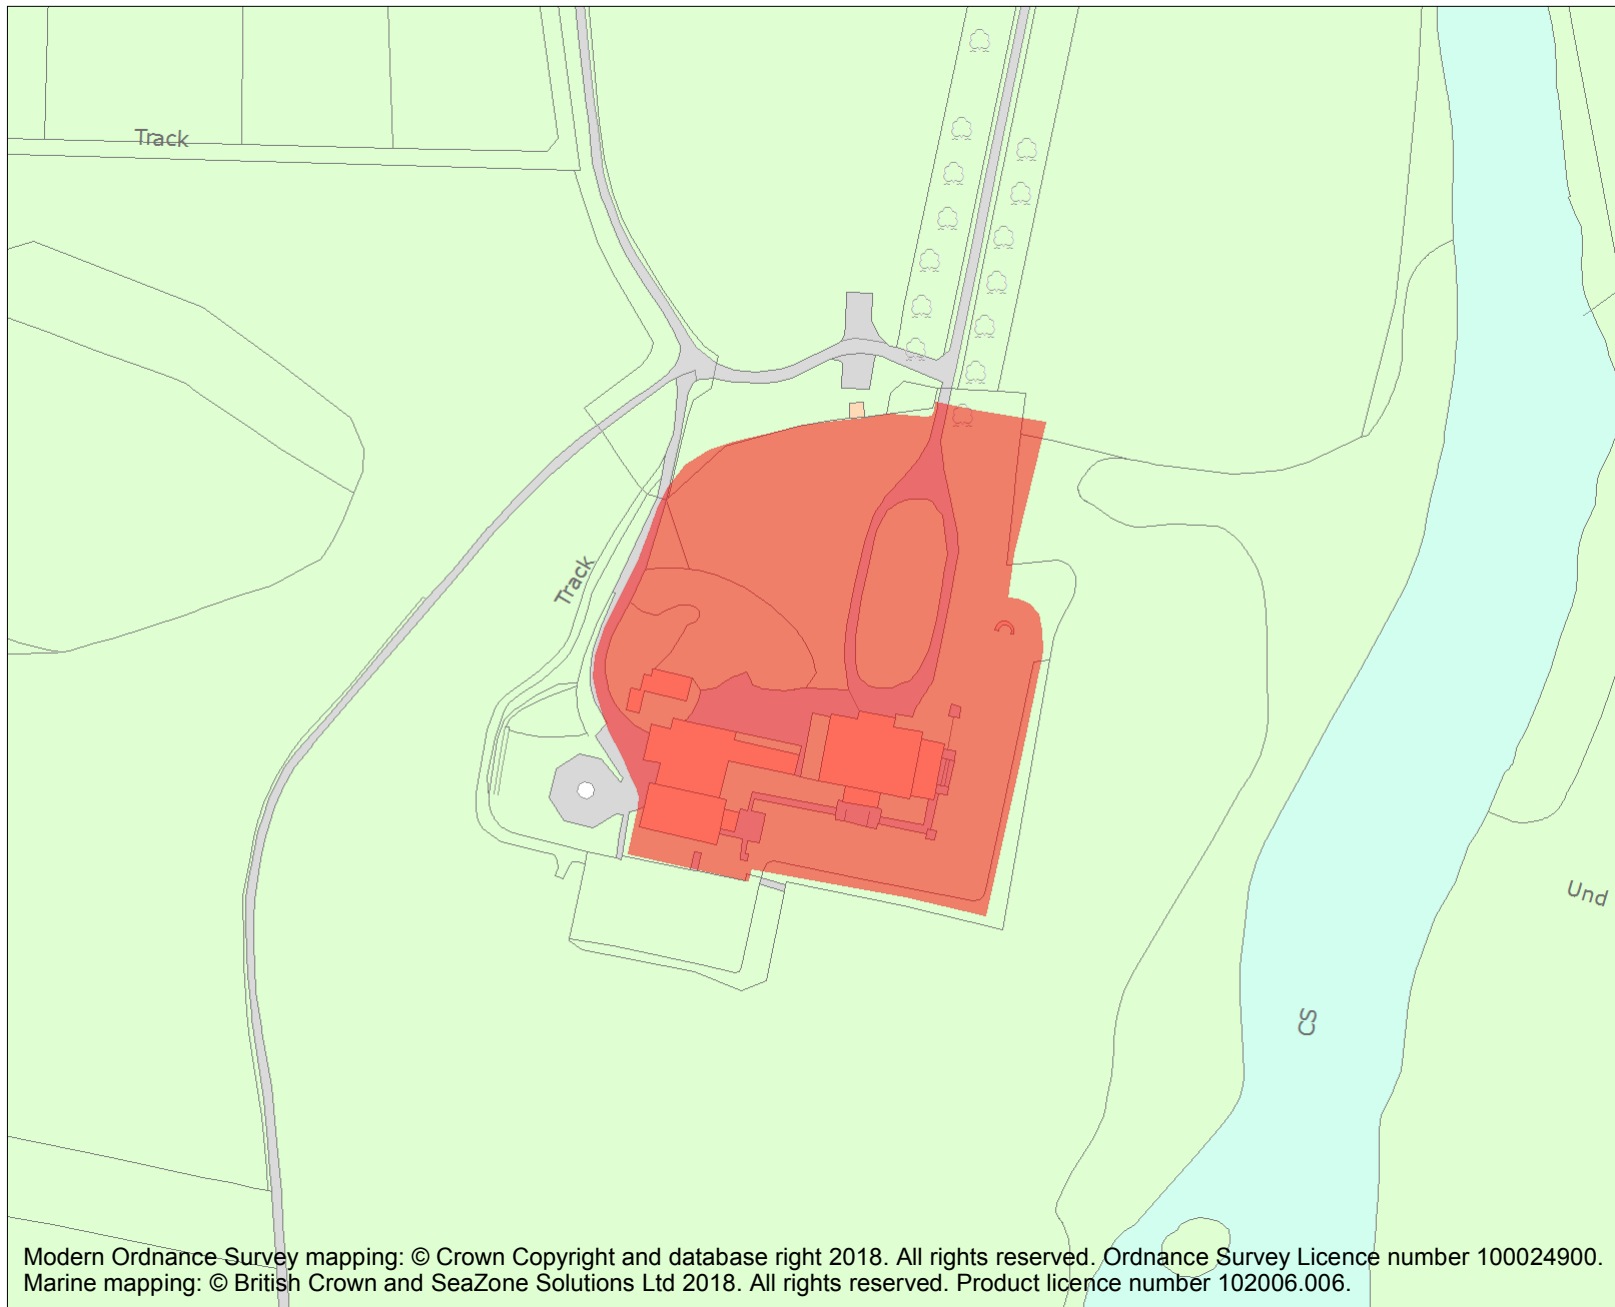 Track
Track
Und
CS
Modern Ordnance Survey mapping: © Crown Copyright and database right 2018. All rights reserved. Ordnance Survey Licence number 100024900.
Marine mapping: © British Crown and SeaZone Solutions Ltd 2018. All rights reserved. Product licence number 102006.006.